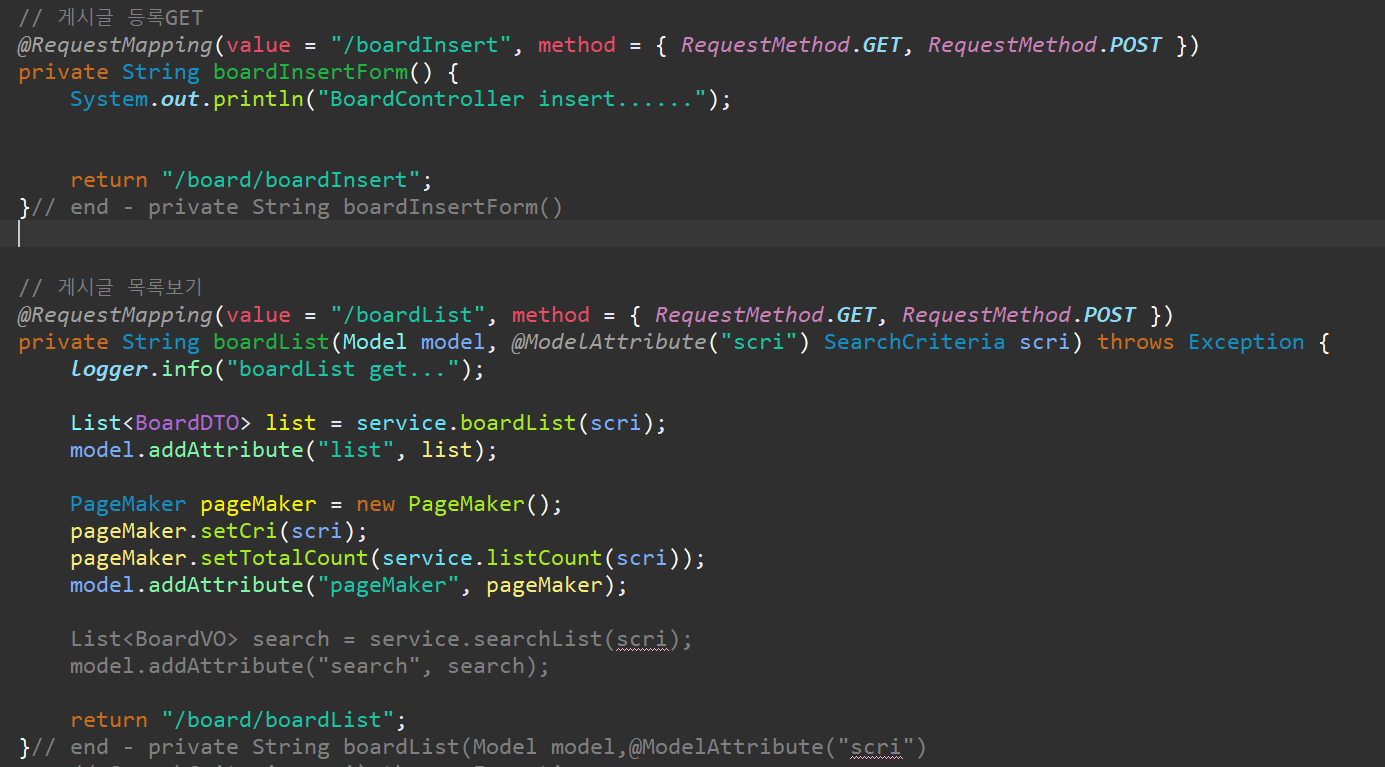 // 게시글 등록GET
@RequestMapping(value = "/boardInsert", method = { RequestMethod.GET, RequestMethod.POST })
private String boardInsertForm() {
System.out.println("BoardController insert......");
return "/board/boardInsert";
}// end - private String boardInsertForm()
// 게시글 목록보기
@RequestMapping(value = "/boardList", method = { RequestMethod.GET, RequestMethod.POST })
private String boardList(Model model, @ModelAttribute("scri") SearchCriteria scri) throws Exception {
logger.info("boardList get...");
List<BoardDTO> list = service.boardList(scri);
model.addAttribute("list", list);
PageMaker pageMaker = new PageMaker();
pageMaker.setCri(scri);
pageMaker.setTotalCount(service.listCount(scri));
model.addAttribute("pageMaker", pageMaker);
List<BoardVO> search = service.searchList(scri);
model.addAttribute("search", search);
return "/board/boardList";
}// end - private String boardList(Model model,@ModelAttribute("scri")